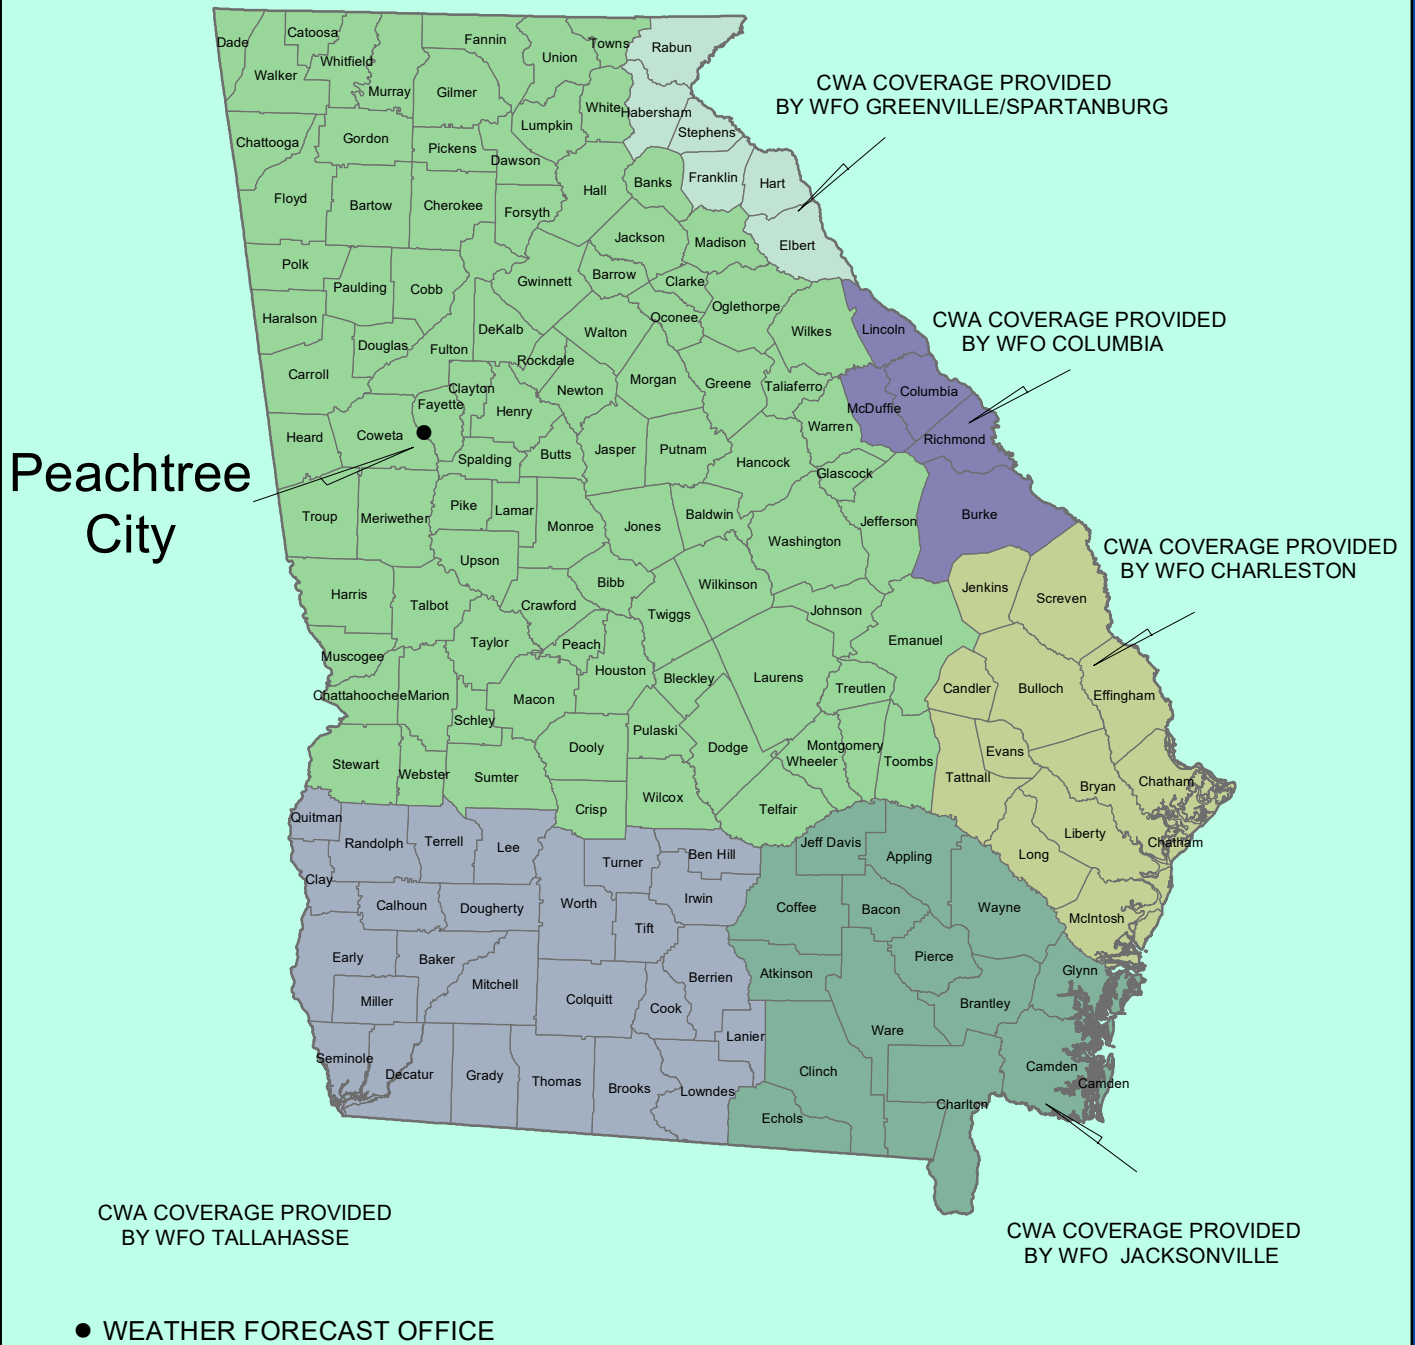 Dade
Catoosa
Fannin
Union
Towns
Rabun
Walker
Whitfield
Murray
Gilmer
White
Habersham
CWA COVERAGE PROVIDED
BY WFO GREENVILLE/SPARTANBURG
Chattooga
Gordon
Pickens
Lumpkin
Stephens
Dawson
Floyd
Bartow
Cherokee
Forsyth
Hall
Banks
Franklin
Hart
Jackson
Madison
Elbert
Polk
Paulding
Cobb
Gwinnett
Barrow
Clarke
Oglethorpe
Haralson
Douglas
Fulton
DeKalb
Walton
Oconee
Wilkes
Lincoln
CWA COVERAGE PROVIDED
BY WFO COLUMBIA
Carroll
Rockdale
Clayton
Fayette
Henry
Newton
Morgan
Greene
Taliaferro
McDuffie
Columbia
Heard
Coweta
Spalding
Butts
Jasper
Putnam
Hancock
Warren
Richmond
Peachtree
City
Glascock
Troup
Meriwether
Pike
Lamar
Monroe
Jones
Baldwin
Washington
Jefferson
Burke
CWA COVERAGE PROVIDED
BY WFO CHARLESTON
Harris
Talbot
Upson
Crawford
Bibb
Twiggs
Wilkinson
Johnson
Emanuel
Jenkins
Screven
Muscogee
Taylor
Peach
Houston
Bleckley
Laurens
Treutlen
Candler
Bulloch
Effingham
Chattahoochee
Marion
Schley
Macon
Pulaski
Dodge
Montgomery
Wheeler
Toombs
Tattnall
Evans
Stewart
Webster
Sumter
Dooly
Crisp
Wilcox
Telfair
Bryan
Chatham
Quitman
Randolph
Terrell
Lee
Turner
Ben Hill
Jeff Davis
Appling
Long
Liberty
Chatham
Clay
Calhoun
Dougherty
Worth
Tift
Irwin
Coffee
Bacon
Wayne
McIntosh
Early
Baker
Mitchell
Colquitt
Cook
Berrien
Atkinson
Pierce
Glynn
Miller
Brantley
Seminole
Decatur
Grady
Thomas
Brooks
Lanier
Lowndes
Clinch
Ware
Camden
Camden
Echols
Charlton
CWA COVERAGE PROVIDED
BY WFO TALLAHASSE
CWA COVERAGE PROVIDED
BY WFO JACKSONVILLE
WEATHER FORECAST OFFICE